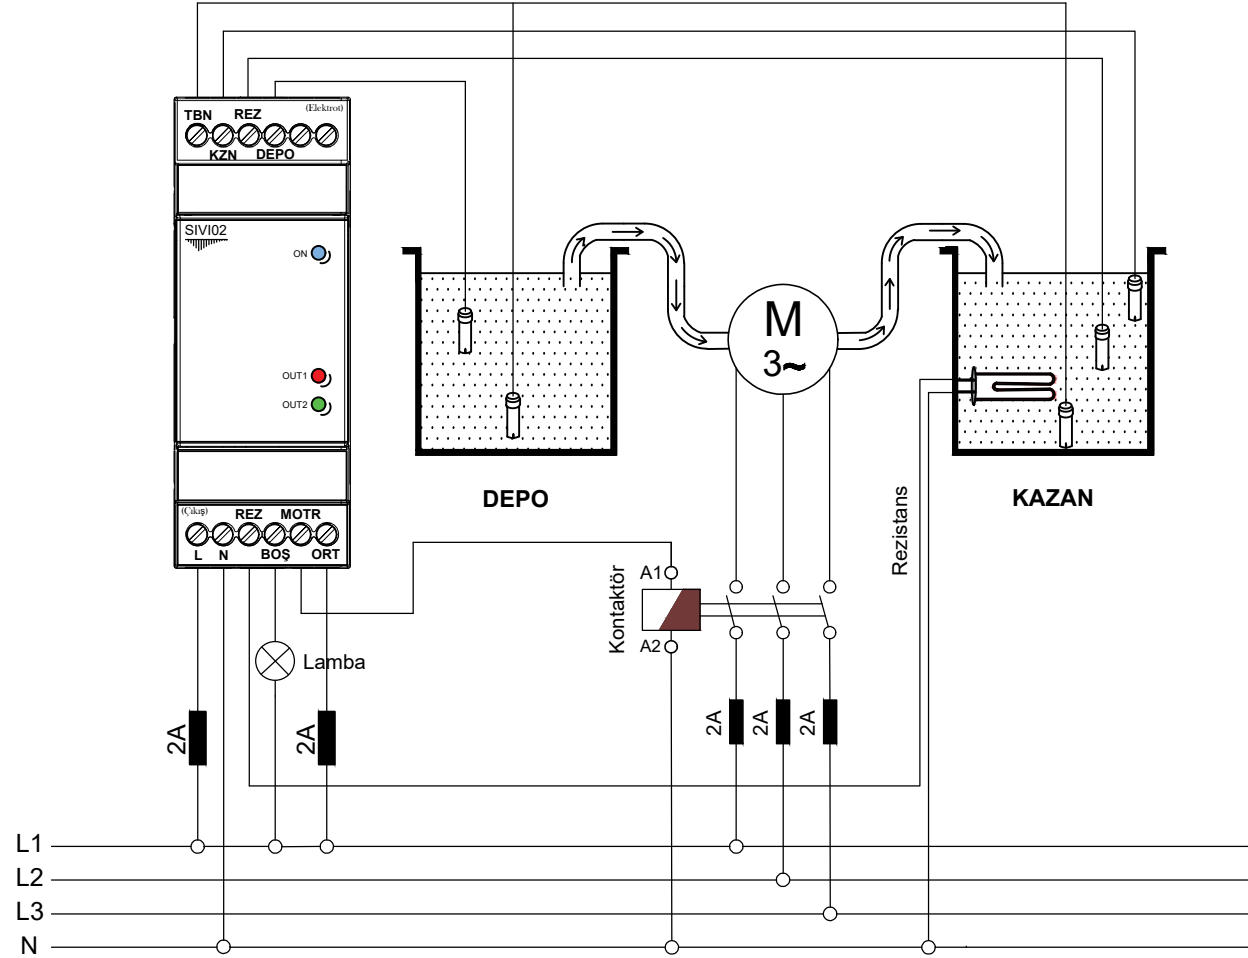 TBN REZ (Elektrot)
KZN DEPO
SIVI02
ON
OUT1
OUT2
(Çıkış) REZ MOTR
L N BOŞ ORT
DEPO
M
3~
KAZAN
Rezistans
Kontaktör
A1
A2
Lamba
2A
2A
2A
2A
2A
L1
L2
L3
N